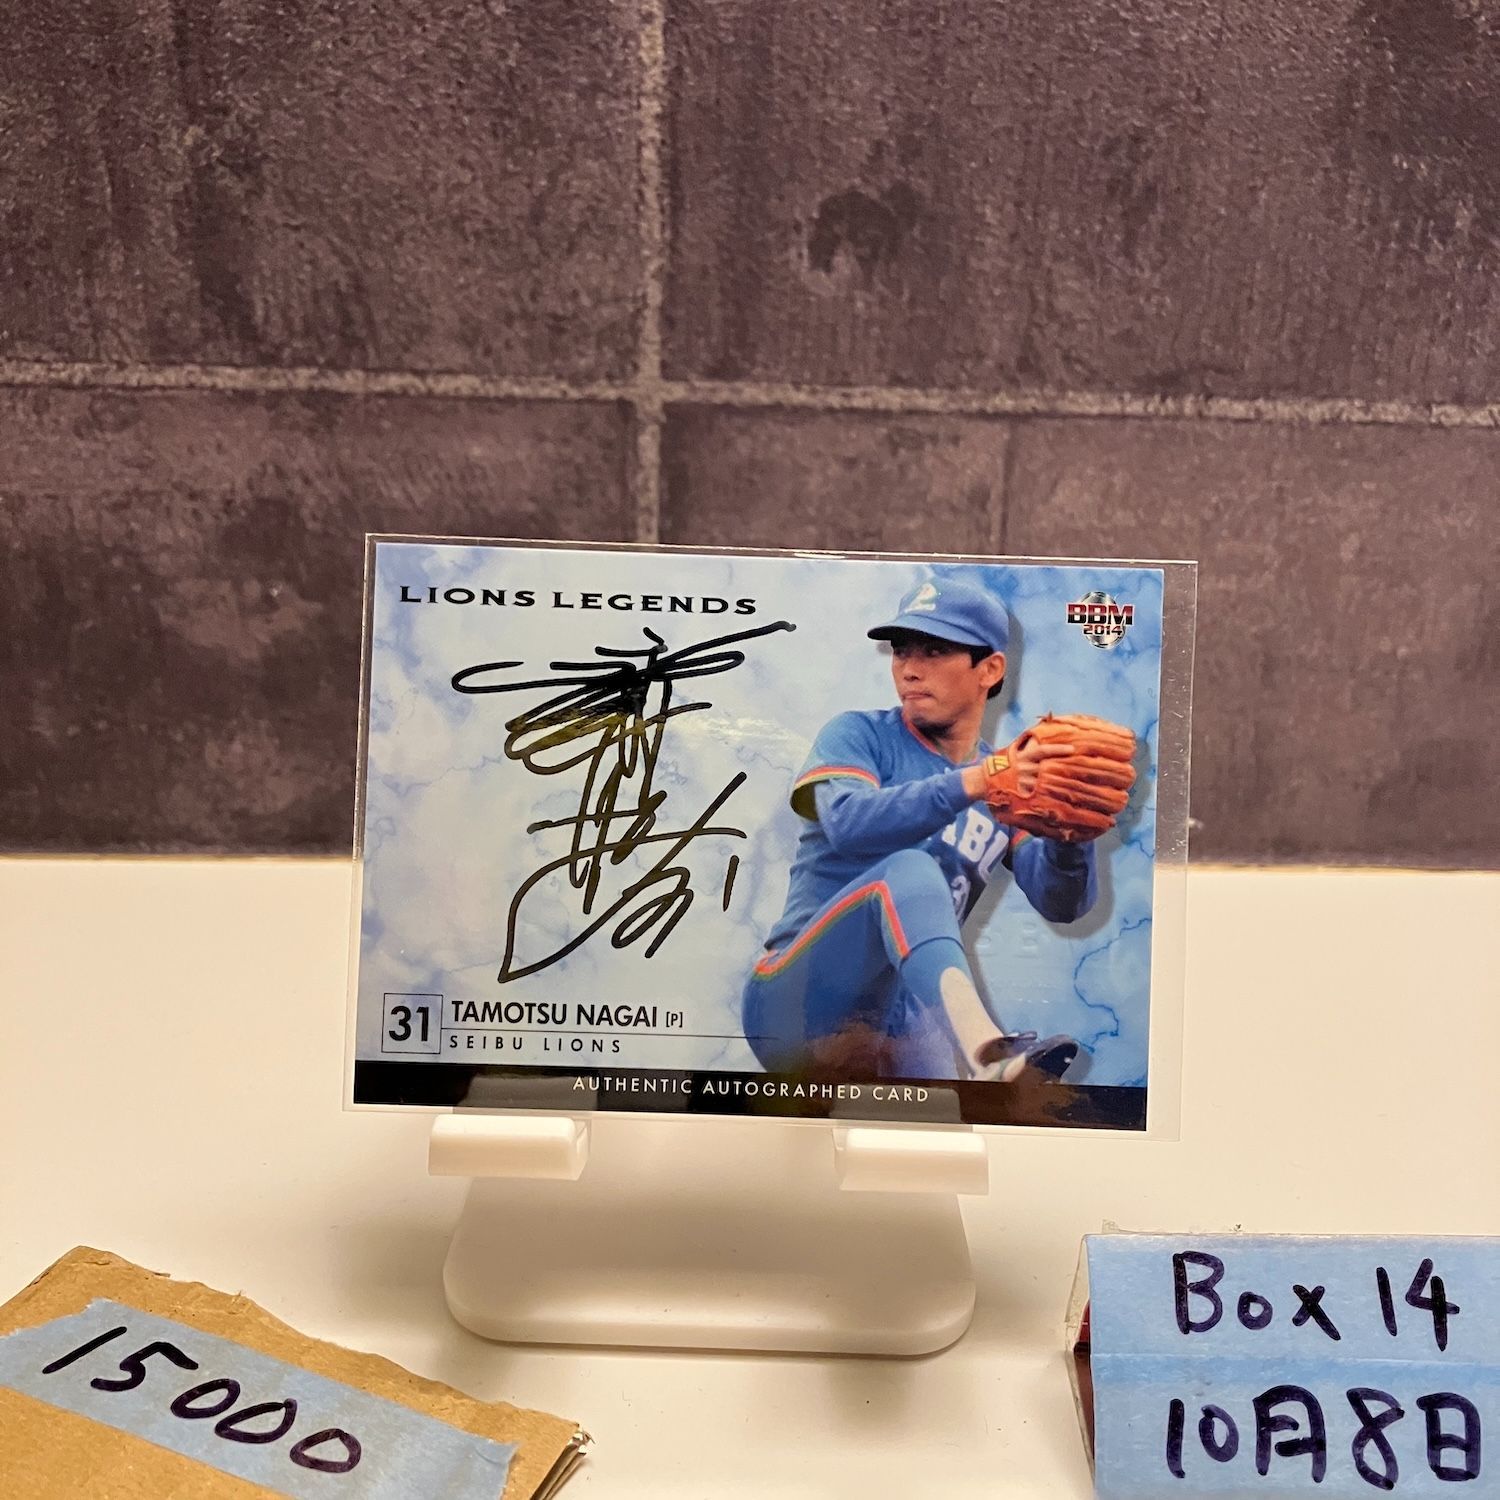 LIONS LEGENDS
BBM
2014
31
TAMOTSU NAGAI [P]
SEIBU LIONS
AUTHENTIC AUTOGRAPHED CARD
15000
Box 14
10月8日